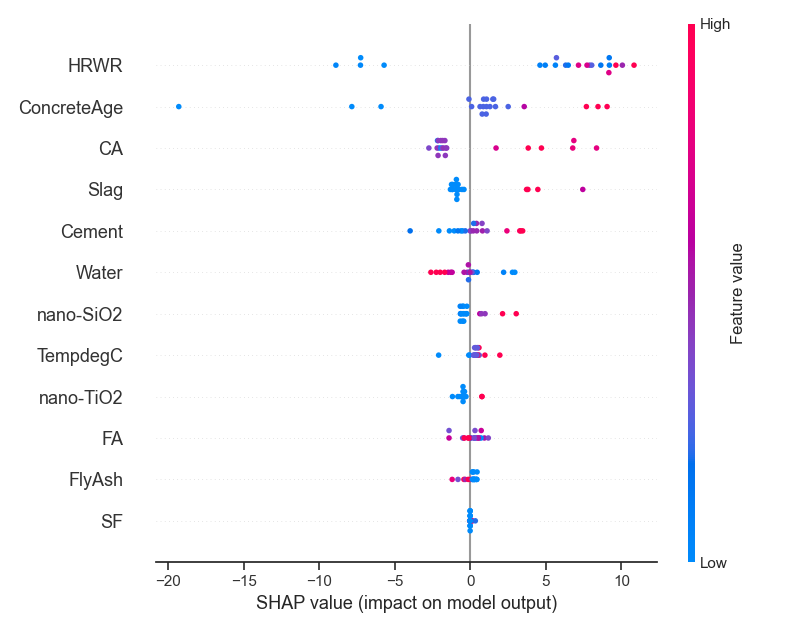 High
HRWR
ConcreteAge
CA
Slag
Cement
Water
nano-SiO2
TempdegC
nano-TiO2
FA
FlyAsh
SF
Feature value
Low
−20 −15 −10 −5 0 5 10
SHAP value (impact on model output)